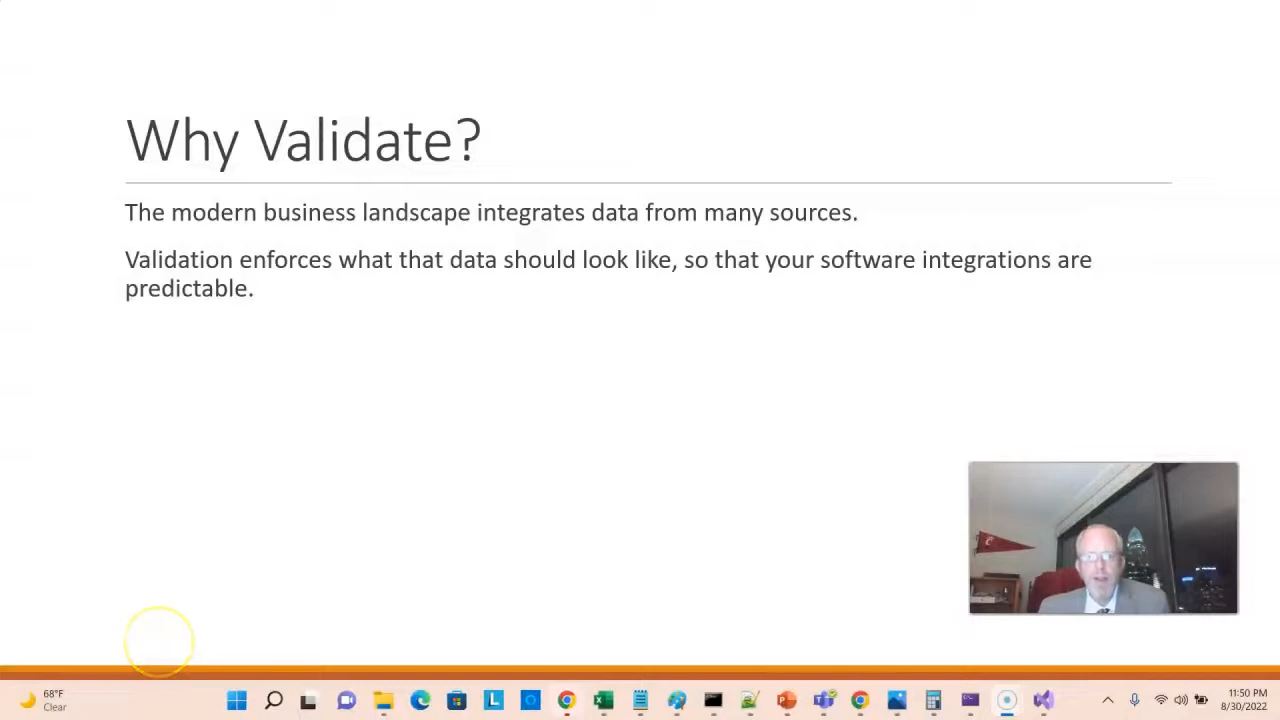 Why Validate?
The modern business landscape integrates data from many sources.
Validation enforces what that data should look like, so that your software integrations are
predictable.
68°F
Clear
11:50 PM
8/30/2022